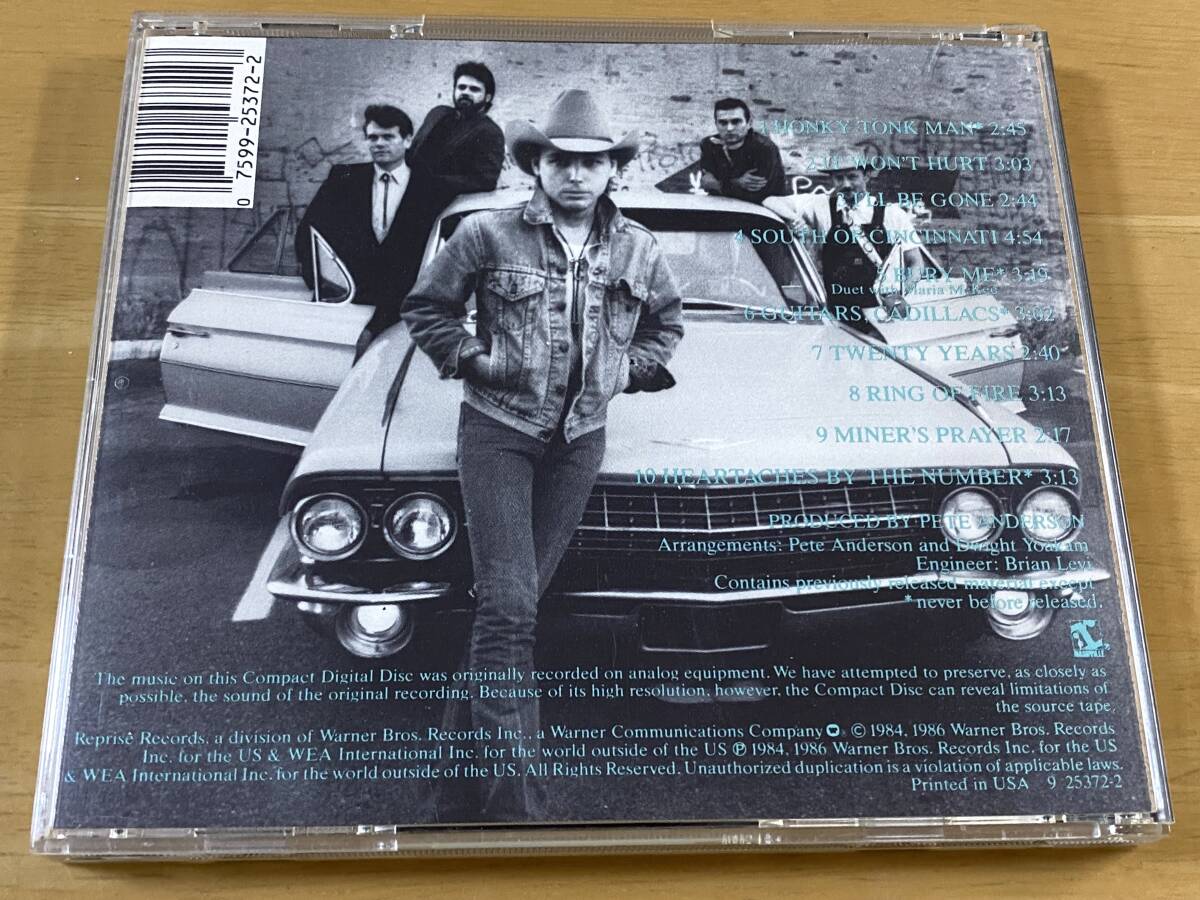 0 7599-25372-2
1 HONKY TONK MAN* 2:45
2 IT WON'T HURT 3:03
3 I'LL BE GONE 2:44
4 SOUTH OF CINCINNATI 4:54
5 BURY ME* 3:19
Duet with Maria McKee
6 GUITARS, CADILLACS* 3:02
7 TWENTY YEARS 2:40
8 RING OF FIRE 3:13
9 MINER'S PRAYER 2:17
10 HEARTACHES BY THE NUMBER* 3:13
PRODUCED BY PETE ANDERSON
Arrangements: Pete Anderson and Dwight Yoakam
Engineer: Brian Levi
Contains previously released material except
*never before released.
The music on this Compact Digital Disc was originally recorded on analog equipment. We have attempted to preserve, as closely as
possible, the sound of the original recording. Because of its high resolution, however, the Compact Disc can reveal limitations of
the source tape.
Reprise Records, a division of Warner Bros. Records Inc., a Warner Communications Company ©1984, 1986 Warner Bros. Records
Inc. for the US & WEA International Inc. for the world outside of the US ℗ 1984, 1986 Warner Bros. Records Inc. for the US
& WEA International Inc. for the world outside of the US. All Rights Reserved. Unauthorized duplication is a violation of applicable laws.
Printed in USA 9 25372-2